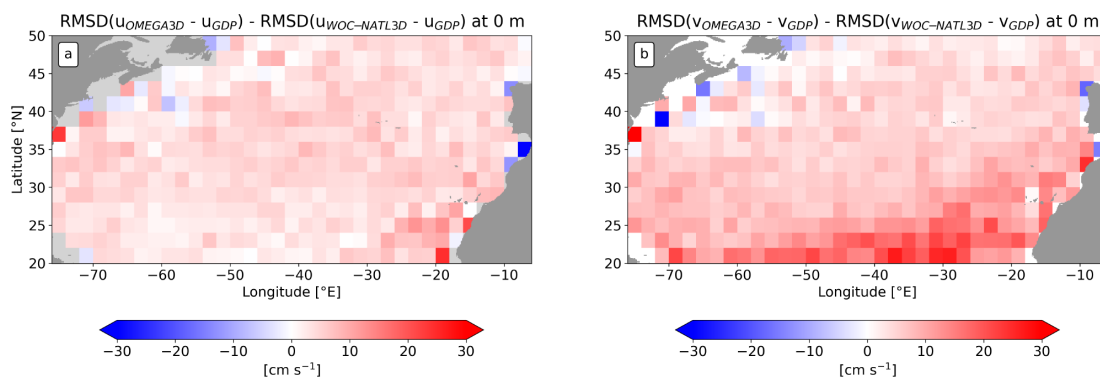 RMSD(u_OMEGA3D - u_GDP) - RMSD(u_WOC-NATL3D - u_GDP) at 0 m
a
50
45
40
35
30
25
20
Latitude [°N]
-70 -60 -50 -40 -30 -20 -10
Longitude [°E]
-30 -20 -10 0 10 20 30
[cm s⁻¹]
RMSD(v_OMEGA3D - v_GDP) - RMSD(v_WOC-NATL3D - v_GDP) at 0 m
b
50
45
40
35
30
25
20
-70 -60 -50 -40 -30 -20 -10
Longitude [°E]
-30 -20 -10 0 10 20 30
[cm s⁻¹]